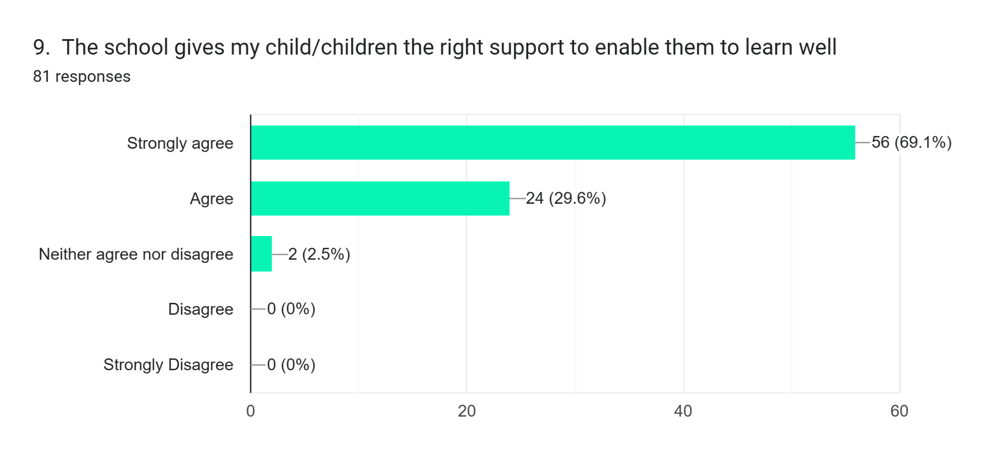 9.  The school gives my child/children the right support to enable them to learn well
81 responses
Strongly agree
56 (69.1%)
Agree
24 (29.6%)
Neither agree nor disagree
2 (2.5%)
Disagree
0 (0%)
Strongly Disagree
0 (0%)
0 20 40 60